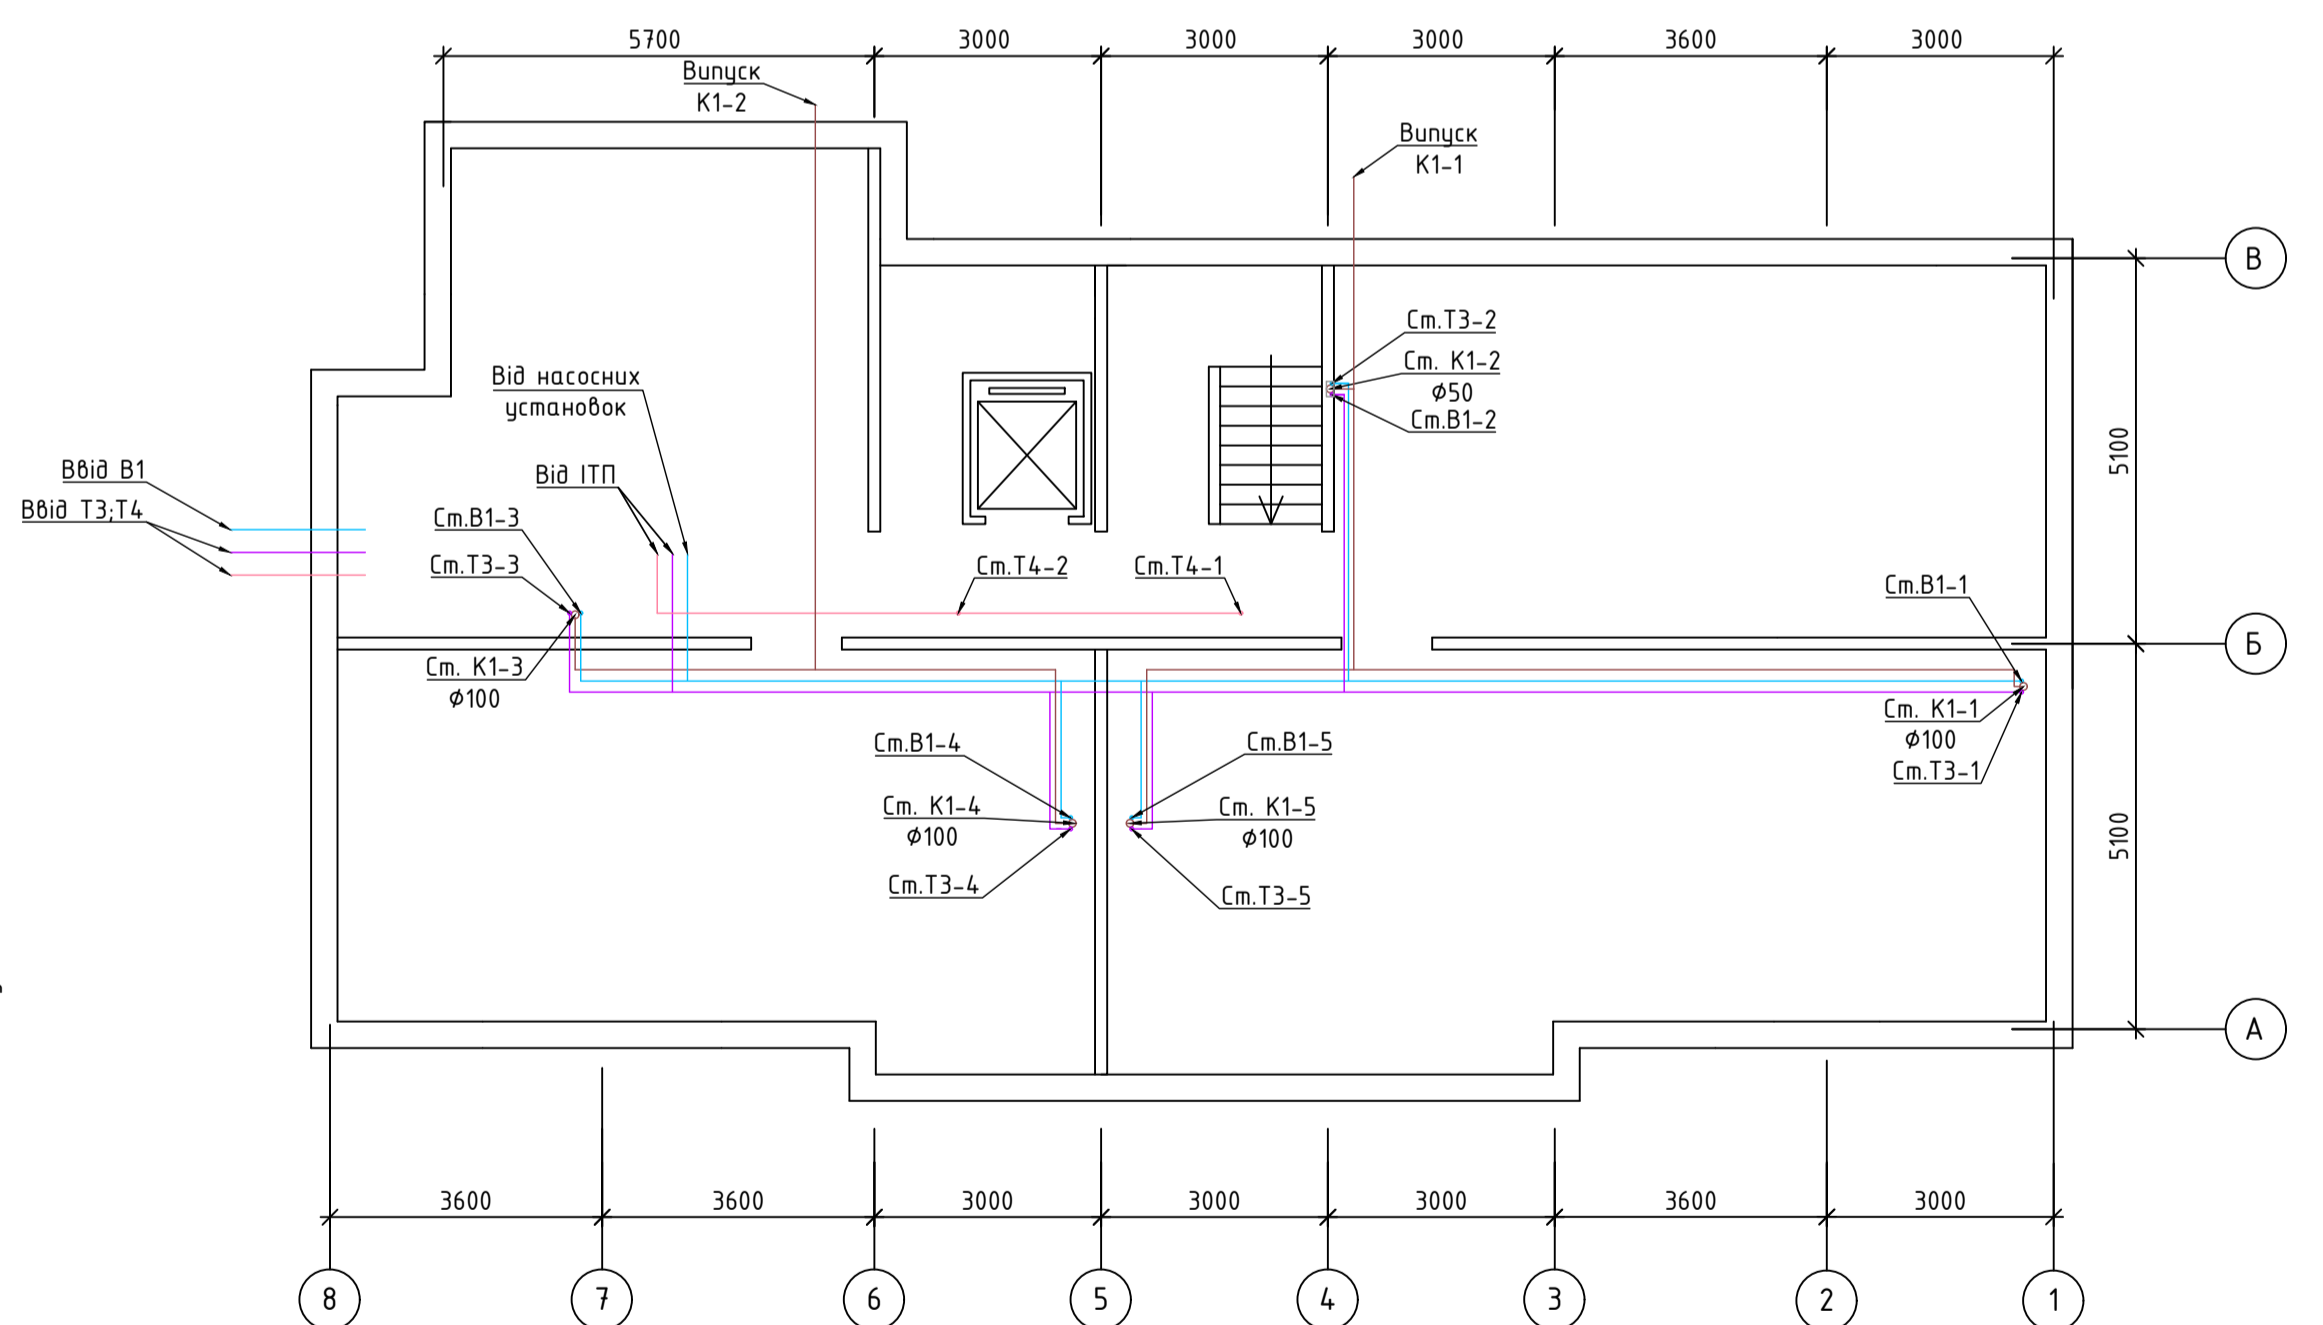 5700 3000 3000 3000 3600 3000
Випуск
К1-2
Випуск
К1-1
В
Ст.Т3-2
Ст. К1-2
Ø50
Ст.В1-2
Від насосних
установок
5100
Ввід В1
Від ІТП
Ввід Т3;Т4
Ст.В1-3
Ст.Т3-3
Ст.Т4-2
Ст.Т4-1
Ст.В1-1
Б
Ст. К1-3
Ø100
Ст. К1-1
Ø100
Ст.Т3-1
Ст.В1-4
Ст.В1-5
Ст. К1-4
Ø100
Ст. К1-5
Ø100
5100
Ст.Т3-4
Ст.Т3-5
А
3600 3600 3000 3000 3000 3600 3000
8 7 6 5 4 3 2 1